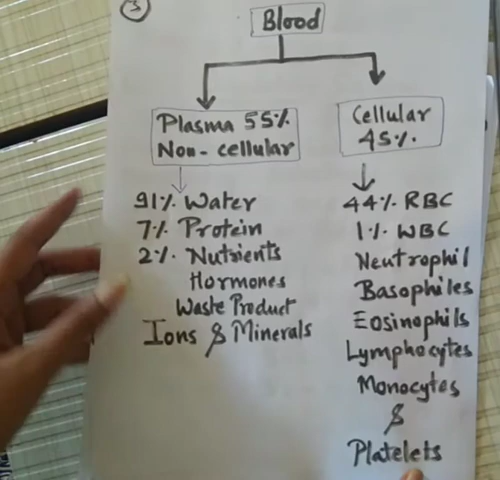 3
Blood
Plasma 55%
Non-cellular
91% Water
7% Protein
2% Nutrients
Hormones
Waste Product
Ions & Minerals
Cellular
45%.
44% RBC
1% WBC
Neutrophil
Basophiles
Eosinophils
Lymphocytes
Monocytes
&
Platelets